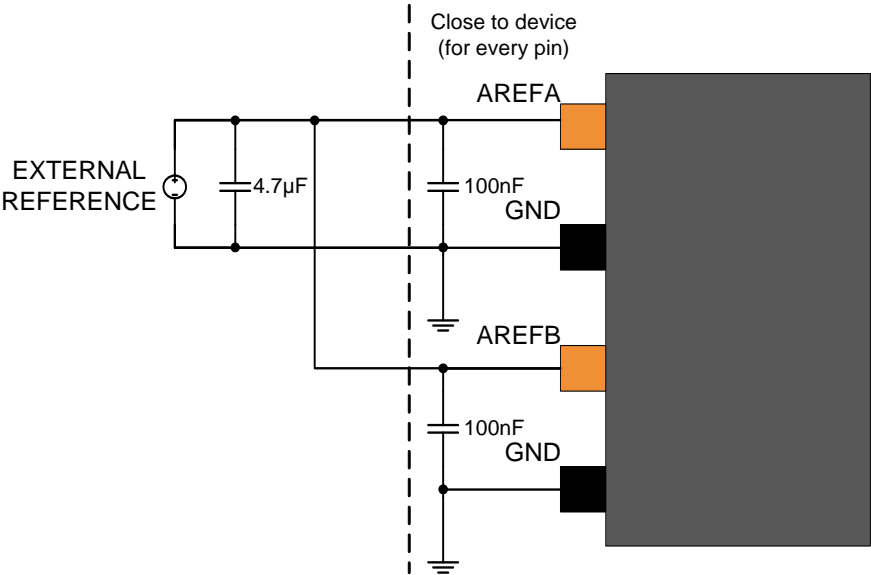 Close to device
(for every pin)
AREFA
EXTERNAL
REFERENCE
+
-
4.7µF
100nF
GND
AREFB
100nF
GND